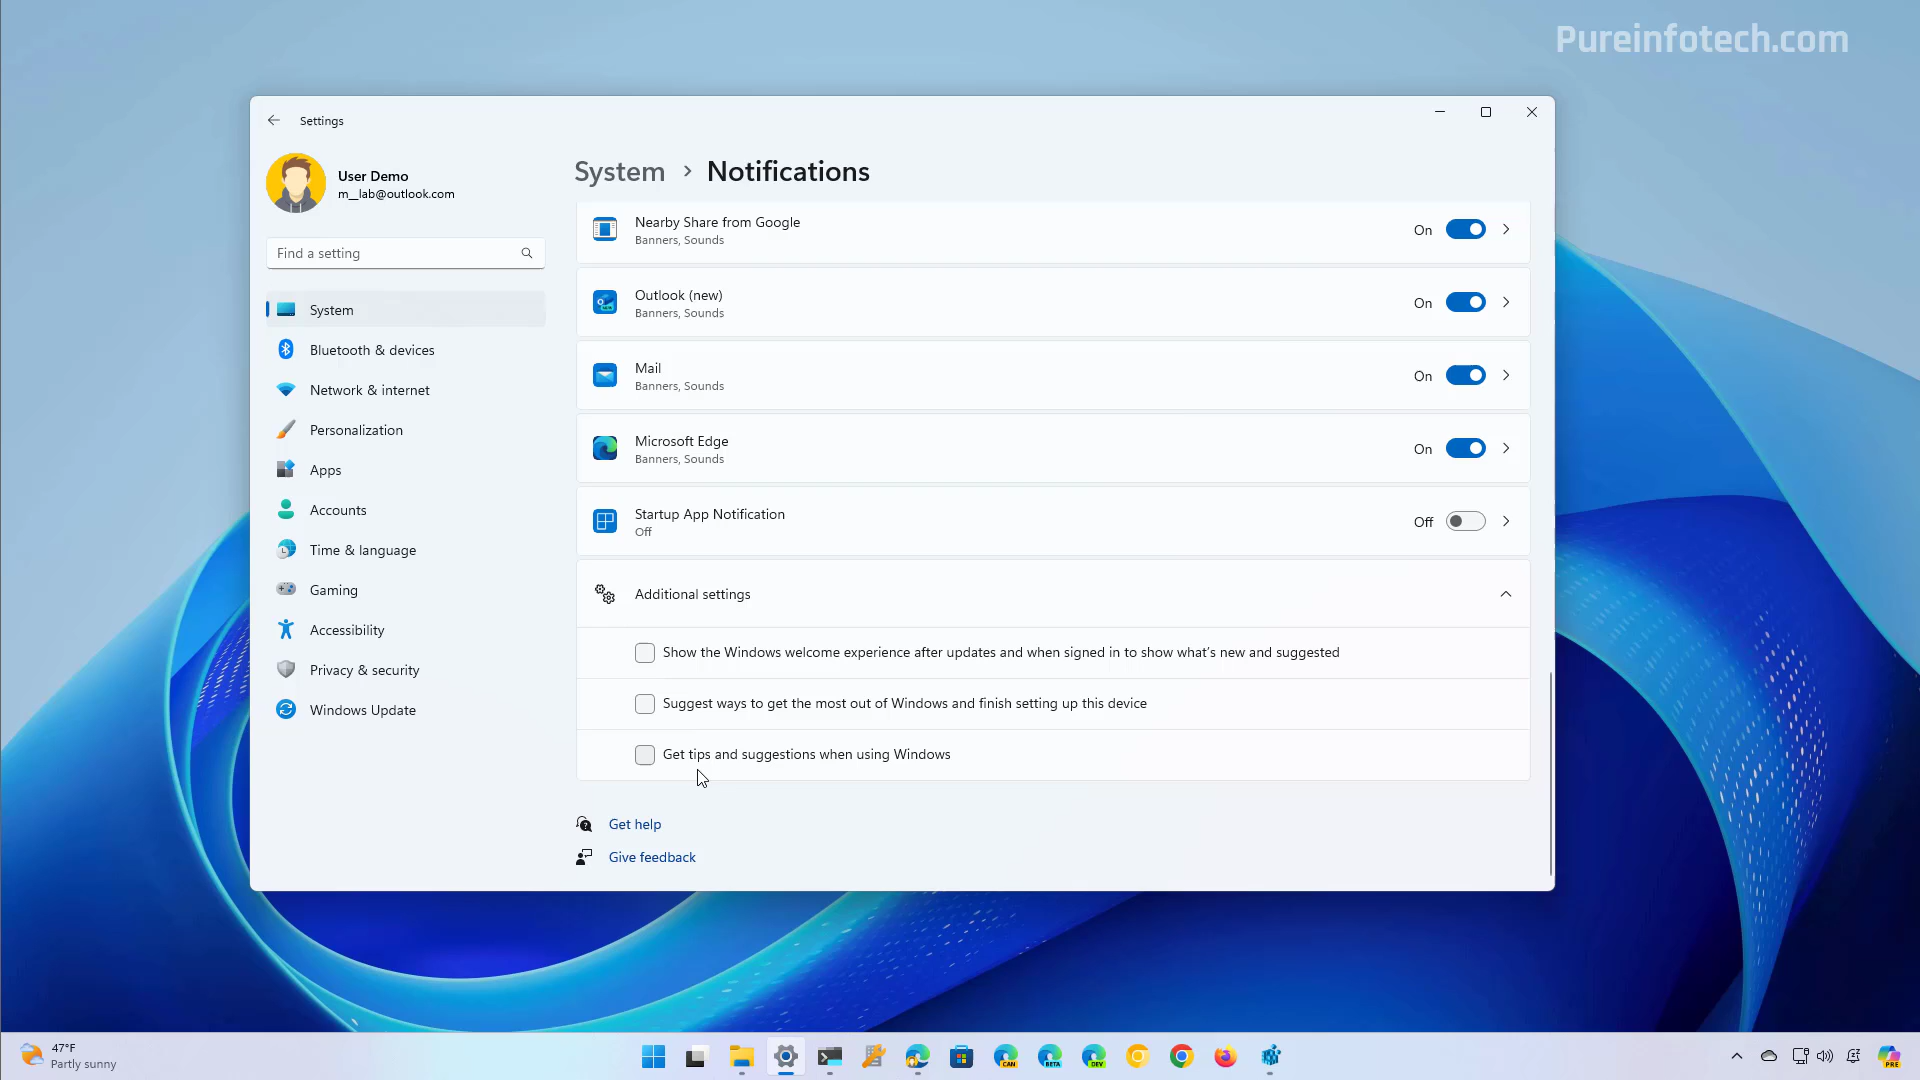 Pureinfotech.com
Settings
User Demo
m__lab@outlook.com
Find a setting
System
Bluetooth & devices
Network & internet
Personalization
Apps
Accounts
Time & language
Gaming
Accessibility
Privacy & security
Windows Update
System › Notifications
Nearby Share from Google
Banners, Sounds
On
Outlook (new)
Banners, Sounds
On
Mail
Banners, Sounds
On
Microsoft Edge
Banners, Sounds
On
Startup App Notification
Off
Off
Additional settings
Show the Windows welcome experience after updates and when signed in to show what's new and suggested
Suggest ways to get the most out of Windows and finish setting up this device
Get tips and suggestions when using Windows
Get help
Give feedback
47°F
Partly sunny
CAN
BETA
DEV
PRE